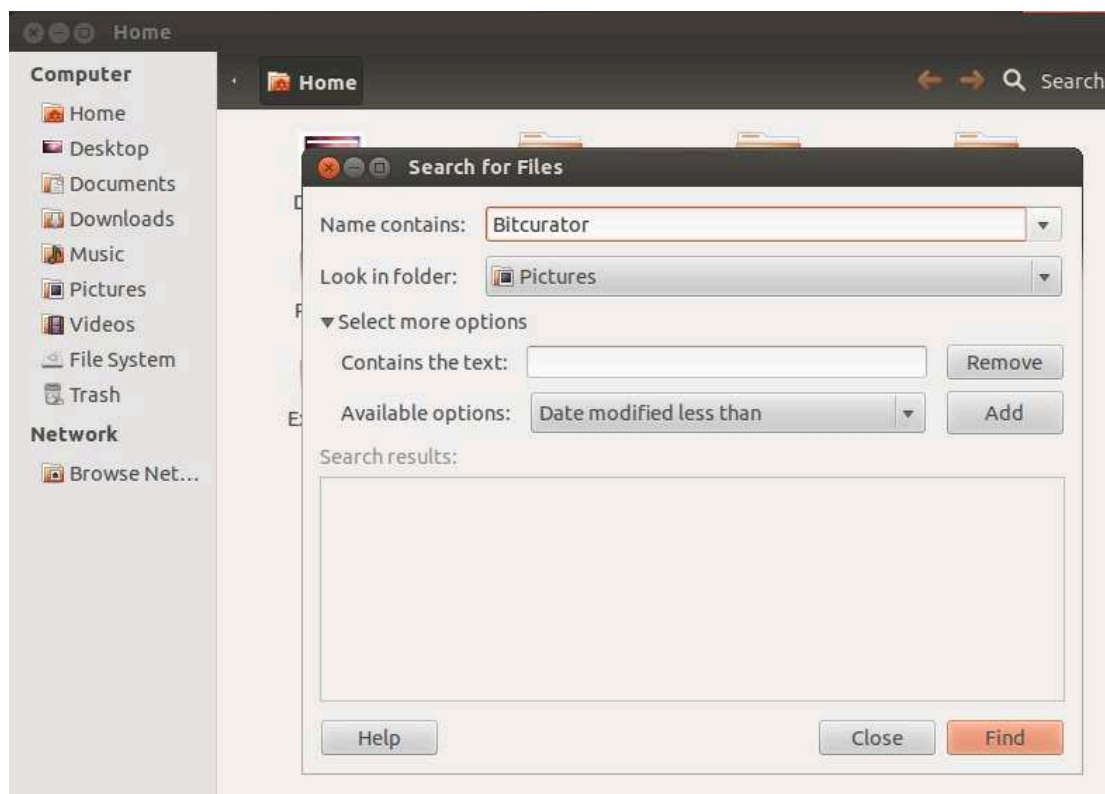 Home
Computer
Home
Desktop
Documents
Downloads
Music
Pictures
Videos
File System
Trash
Network
Browse Net...
Home
Search
Search for Files
Name contains: Bitcurator
Look in folder: Pictures
Select more options
Contains the text: Remove
Available options: Date modified less than Add
Search results:
Help Close Find